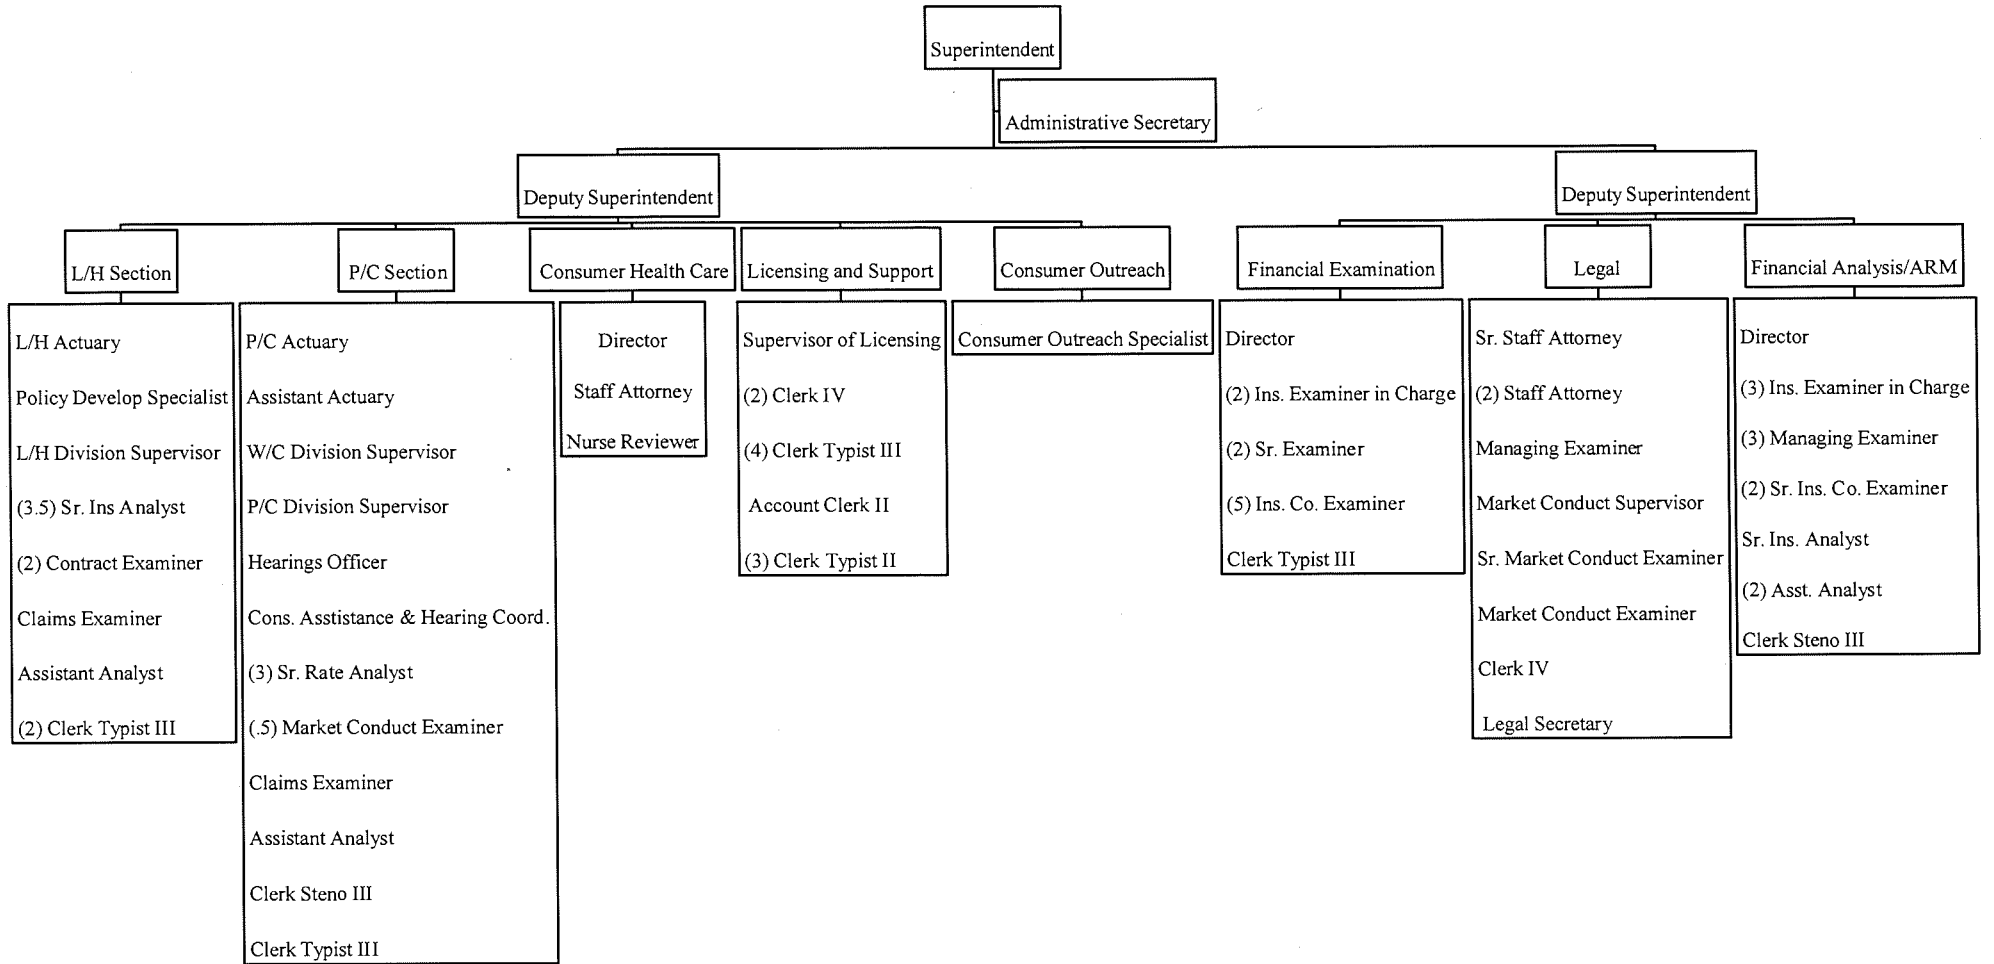 Superintendent
Administrative Secretary
Deputy Superintendent
Deputy Superintendent
L/H Section
P/C Section
Consumer Health Care
Licensing and Support
Consumer Outreach
Financial Examination
Legal
Financial Analysis/ARM
L/H Actuary
Policy Develop Specialist
L/H Division Supervisor
(3.5) Sr. Ins Analyst
(2) Contract Examiner
Claims Examiner
Assistant Analyst
(2) Clerk Typist III
P/C Actuary
Assistant Actuary
W/C Division Supervisor
P/C Division Supervisor
Hearings Officer
Cons. Asstistance & Hearing Coord.
(3) Sr. Rate Analyst
(.5) Market Conduct Examiner
Claims Examiner
Assistant Analyst
Clerk Steno III
Clerk Typist III
Director
Staff Attorney
Nurse Reviewer
Supervisor of Licensing
(2) Clerk IV
(4) Clerk Typist III
Account Clerk II
(3) Clerk Typist II
Consumer Outreach Specialist
Director
(2) Ins. Examiner in Charge
(2) Sr. Examiner
(5) Ins. Co. Examiner
Clerk Typist III
Sr. Staff Attorney
(2) Staff Attorney
Managing Examiner
Market Conduct Supervisor
Sr. Market Conduct Examiner
Market Conduct Examiner
Clerk IV
Legal Secretary
Director
(3) Ins. Examiner in Charge
(3) Managing Examiner
(2) Sr. Ins. Co. Examiner
Sr. Ins. Analyst
(2) Asst. Analyst
Clerk Steno III